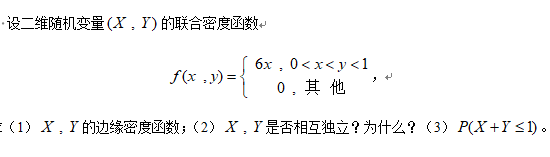 ·设二维随机变量(X , Y)的联合密度函数
f(x , y) = { 6x , 0 < x < y < 1
0 , 其 他 ,
(1) X , Y的边缘密度函数;(2) X , Y是否相互独立?为什么?(3) P(X+Y≤1)。